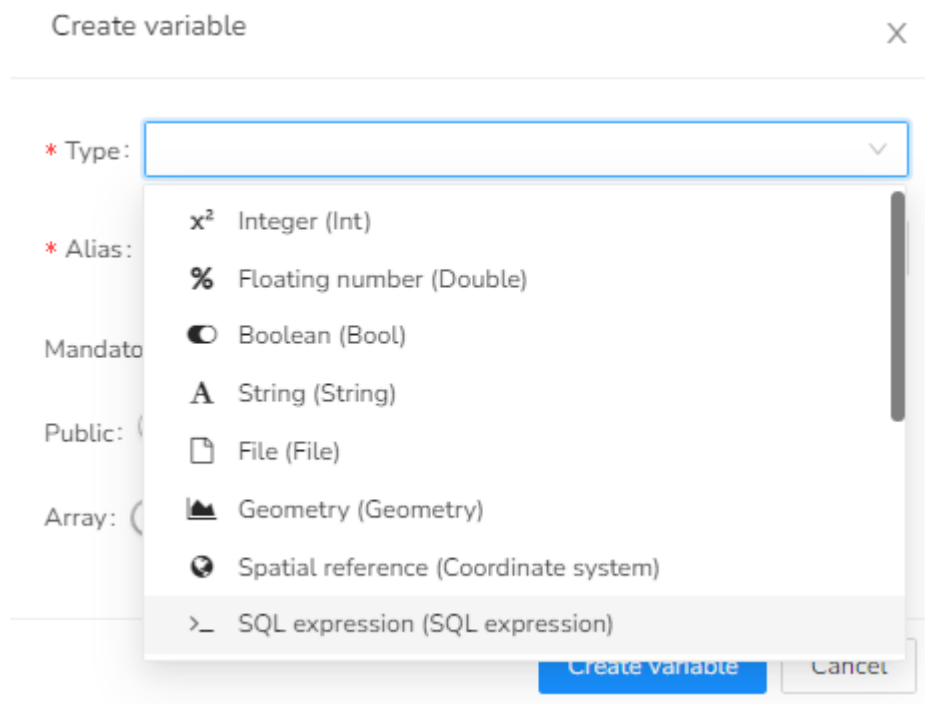 Create variable
X
* Type:
x² Integer (Int)
* Alias:
% Floating number (Double)
Boolean (Bool)
Mandato
A String (String)
Public:
File (File)
Array:
Geometry (Geometry)
Spatial reference (Coordinate system)
>_ SQL expression (SQL expression)
Create variable
Cancel